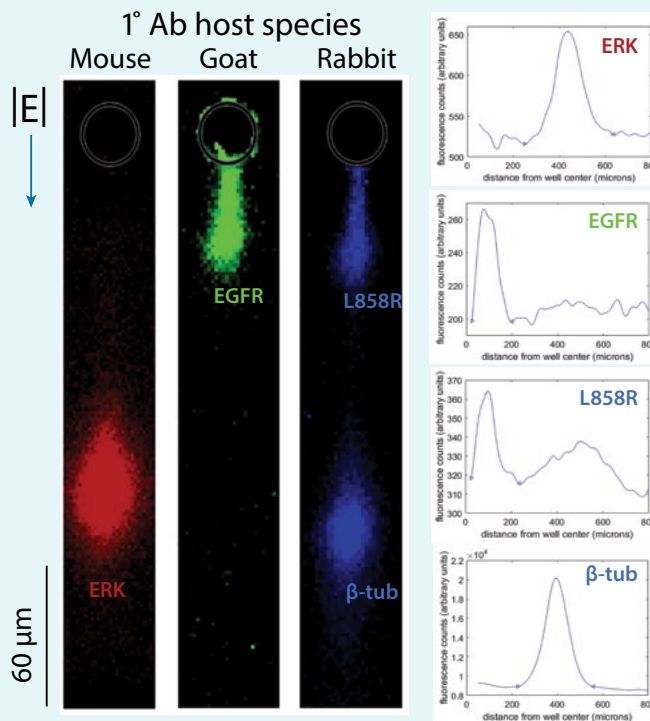 1° Ab host species
Mouse Goat Rabbit
|E|
EGFR
L858R
ERK
β-tub
60 μm
ERK
fluorescence counts (arbitrary units)
650
600
550
500
0 200 400 600 80
distance from well center (microns)
EGFR
fluorescence counts (arbitrary units)
260
240
220
200
0 200 400 600 80
distance from well center (microns)
L858R
fluorescence counts (arbitrary units)
370
360
350
340
330
320
310
300
0 200 400 600 80
distance from well center (microns)
β-tub
fluorescence counts (arbitrary units)
× 10⁴
2.2
2
1.8
1.6
1.4
1.2
1
0.8
0 200 400 600 80
distance from well center (microns)